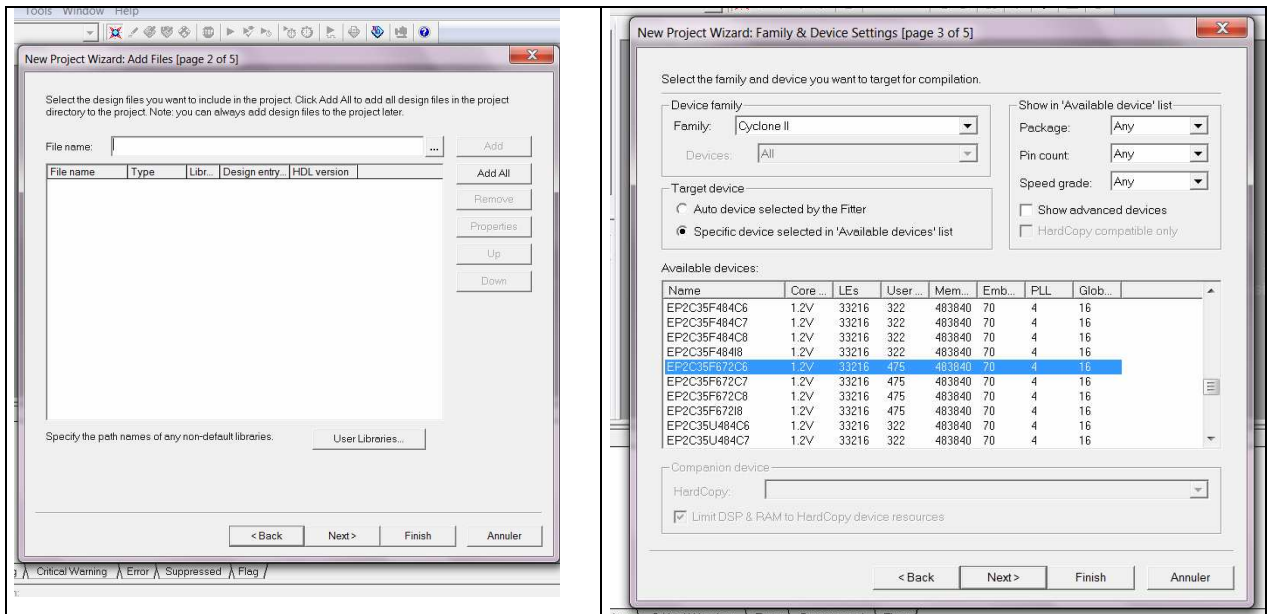 Tools Window Help
New Project Wizard: Add Files [page 2 of 5]
Select the design files you want to include in the project. Click Add All to add all design files in the project
directory to the project. Note: you can always add design files to the project later.
File name: ... Add
File name Type Libr... Design entry... HDL version Add All
Remove
Properties
Up
Down
Specify the path names of any non-default libraries. User Libraries...
< Back Next > Finish Annuler
Critical Warning Error Suppressed Flag
New Project Wizard: Family & Device Settings [page 3 of 5]
Select the family and device you want to target for compilation.
Device family
Family: Cyclone II
Devices: All
Target device
Auto device selected by the Fitter
Specific device selected in 'Available devices' list
Show in 'Available device' list
Package: Any
Pin count: Any
Speed grade: Any
Show advanced devices
HardCopy compatible only
Available devices:
Name Core ... LEs User ... Mem... Emb... PLL Glob...
EP2C35F484C6 1.2V 33216 322 483840 70 4 16
EP2C35F484C7 1.2V 33216 322 483840 70 4 16
EP2C35F484C8 1.2V 33216 322 483840 70 4 16
EP2C35F484I8 1.2V 33216 322 483840 70 4 16
EP2C35F672C6 1.2V 33216 475 483840 70 4 16
EP2C35F672C7 1.2V 33216 475 483840 70 4 16
EP2C35F672C8 1.2V 33216 475 483840 70 4 16
EP2C35F672I8 1.2V 33216 475 483840 70 4 16
EP2C35U484C6 1.2V 33216 322 483840 70 4 16
EP2C35U484C7 1.2V 33216 322 483840 70 4 16
Companion device
HardCopy:
Limit DSP & RAM to HardCopy device resources
< Back Next > Finish Annuler